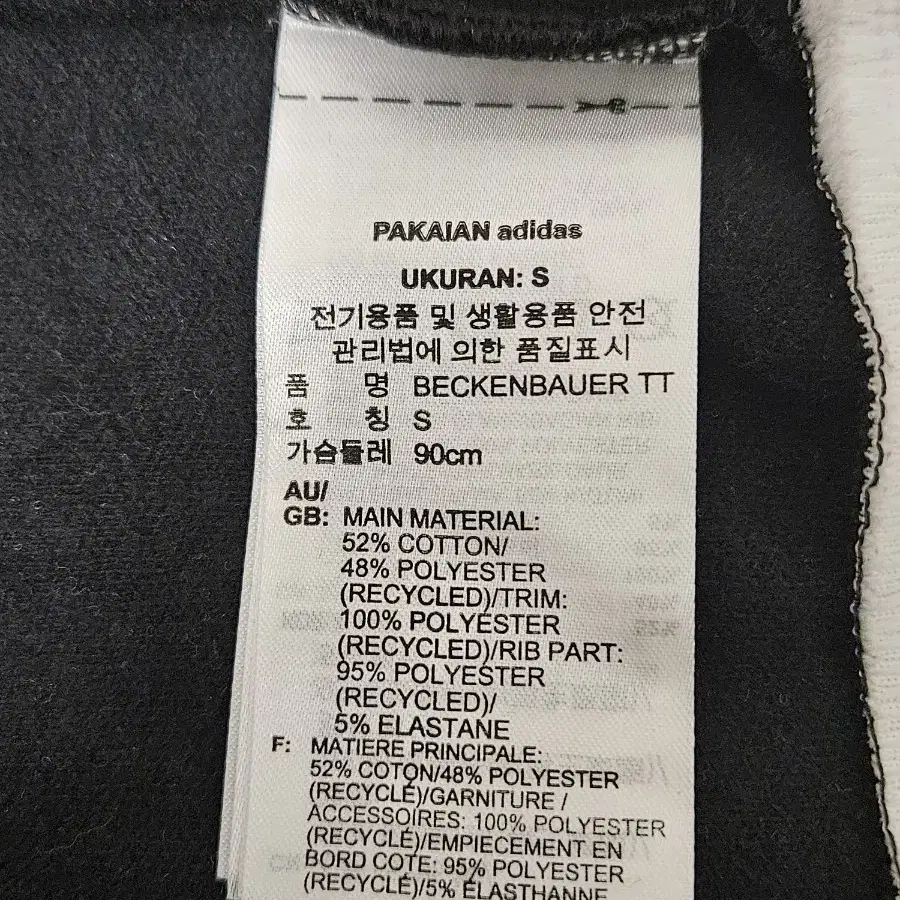 PAKAIAN adidas
UKURAN: S
전기용품 및 생활용품 안전
관리법에 의한 품질표시
품 명 BECKENBAUER TT
호 칭 S
가슴둘레 90cm
AU/
GB: MAIN MATERIAL:
52% COTTON/
48% POLYESTER
(RECYCLED)/TRIM:
100% POLYESTER
(RECYCLED)/RIB PART:
95% POLYESTER
(RECYCLED)/
5% ELASTANE
F: MATIERE PRINCIPALE:
52% COTON/48% POLYESTER
(RECYCLÉ)/GARNITURE /
ACCESSOIRES: 100% POLYESTER
(RECYCLÉ)/EMPIECEMENT EN
BORD COTE: 95% POLYESTER
(RECYCLÉ)/5% ÉLASTHANNE